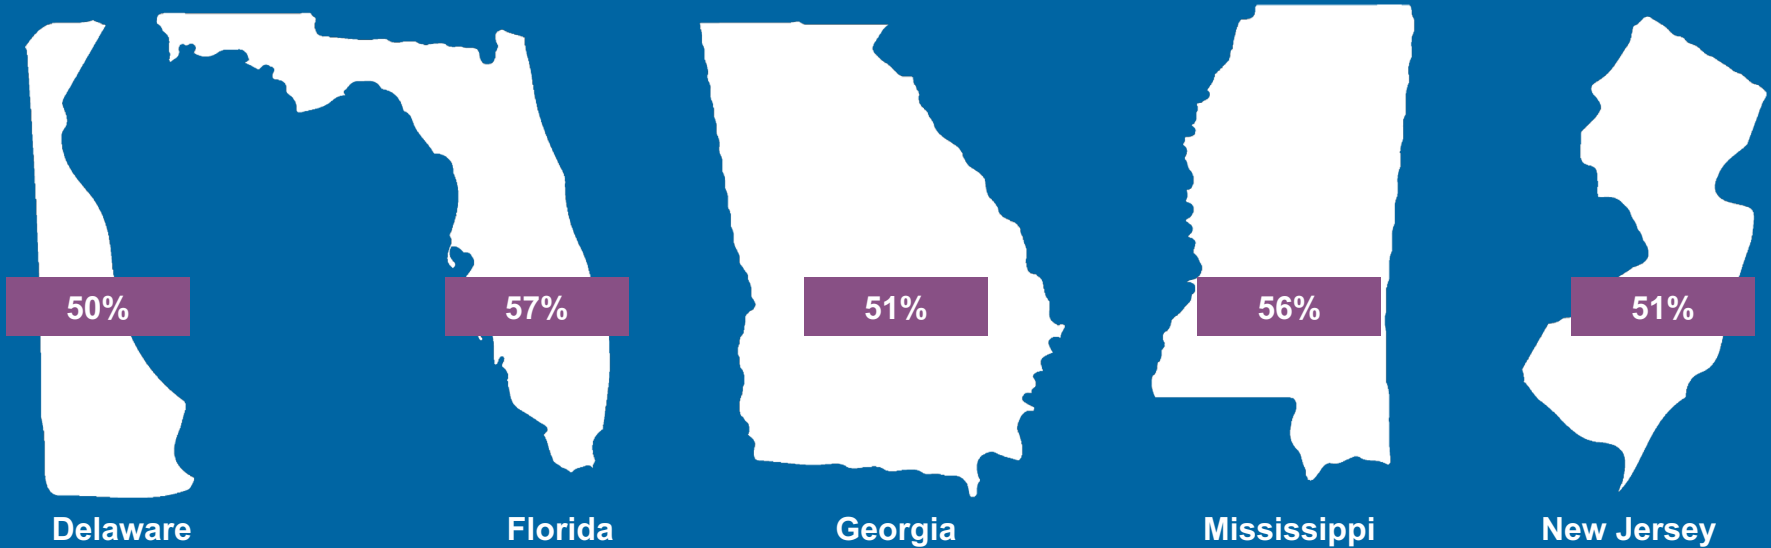 50%
57%
51%
56%
51%
Delaware
Florida
Georgia
Mississippi
New Jersey